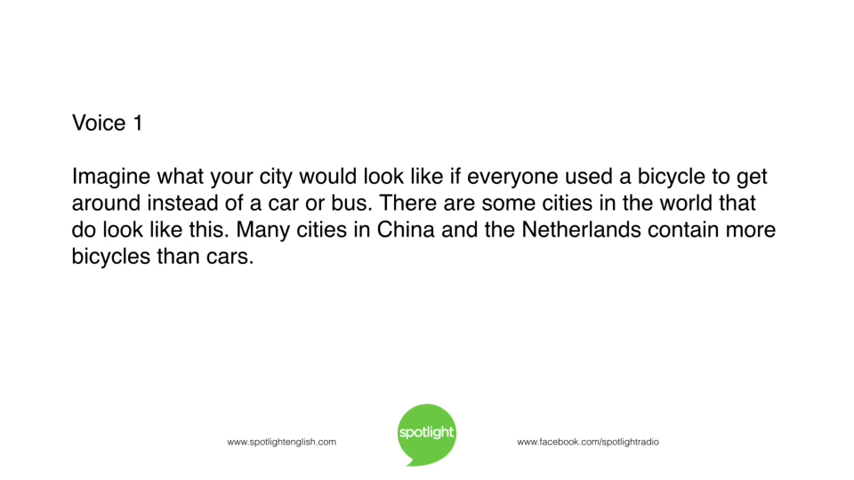 Voice 1
Imagine what your city would look like if everyone used a bicycle to get
around instead of a car or bus. There are some cities in the world that
do look like this. Many cities in China and the Netherlands contain more
bicycles than cars.
spotlight
www.spotlightenglish.com
www.facebook.com/spotlightradio